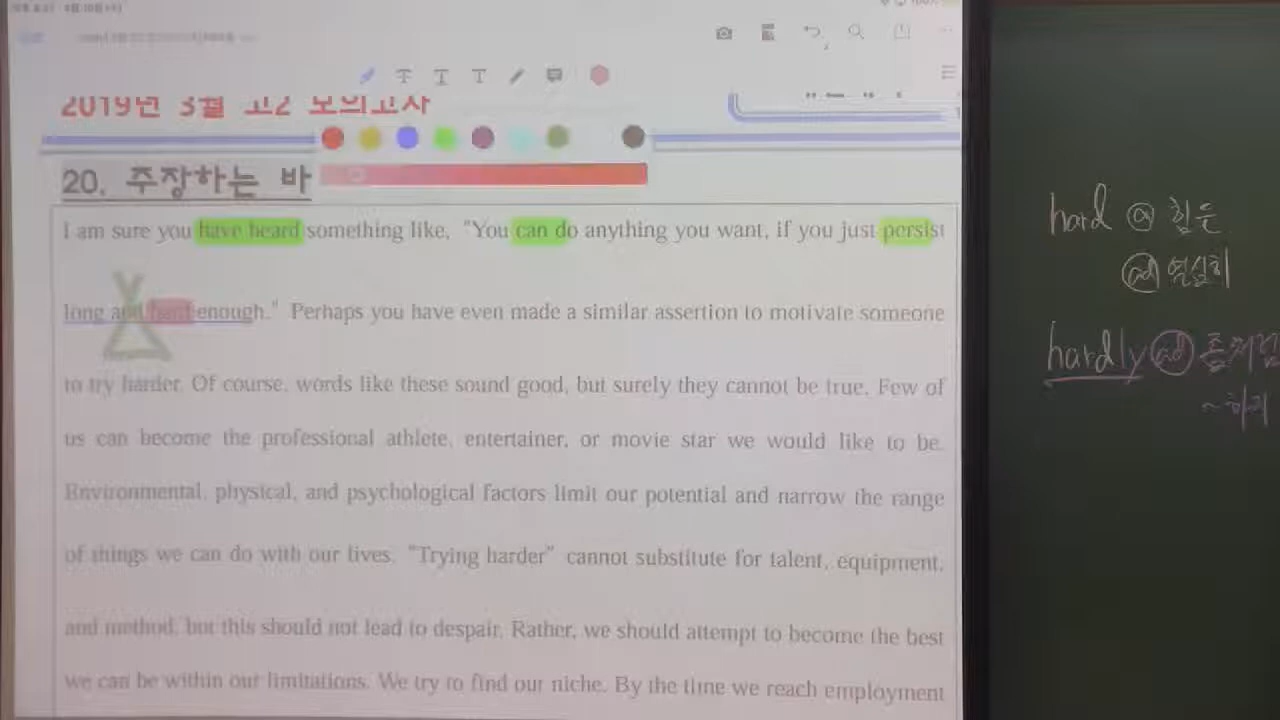 2019년 3월 고2 모의고사
20. 주장하는 바
I am sure you have heard something like, "You can do anything you want, if you just persist
long and hard enough." Perhaps you have even made a similar assertion to motivate someone
to try harder. Of course, words like these sound good, but surely they cannot be true. Few of
us can become the professional athlete, entertainer, or movie star we would like to be.
Environmental, physical, and psychological factors limit our potential and narrow the range
of things we can do with our lives. "Trying harder" cannot substitute for talent, equipment,
and method, but this should not lead to despair. Rather, we should attempt to become the best
we can be within our limitations. We try to find our niche. By the time we reach employment
hard ⓐ 힘든
ad 열심히
hardly ad 좀처럼
~하지